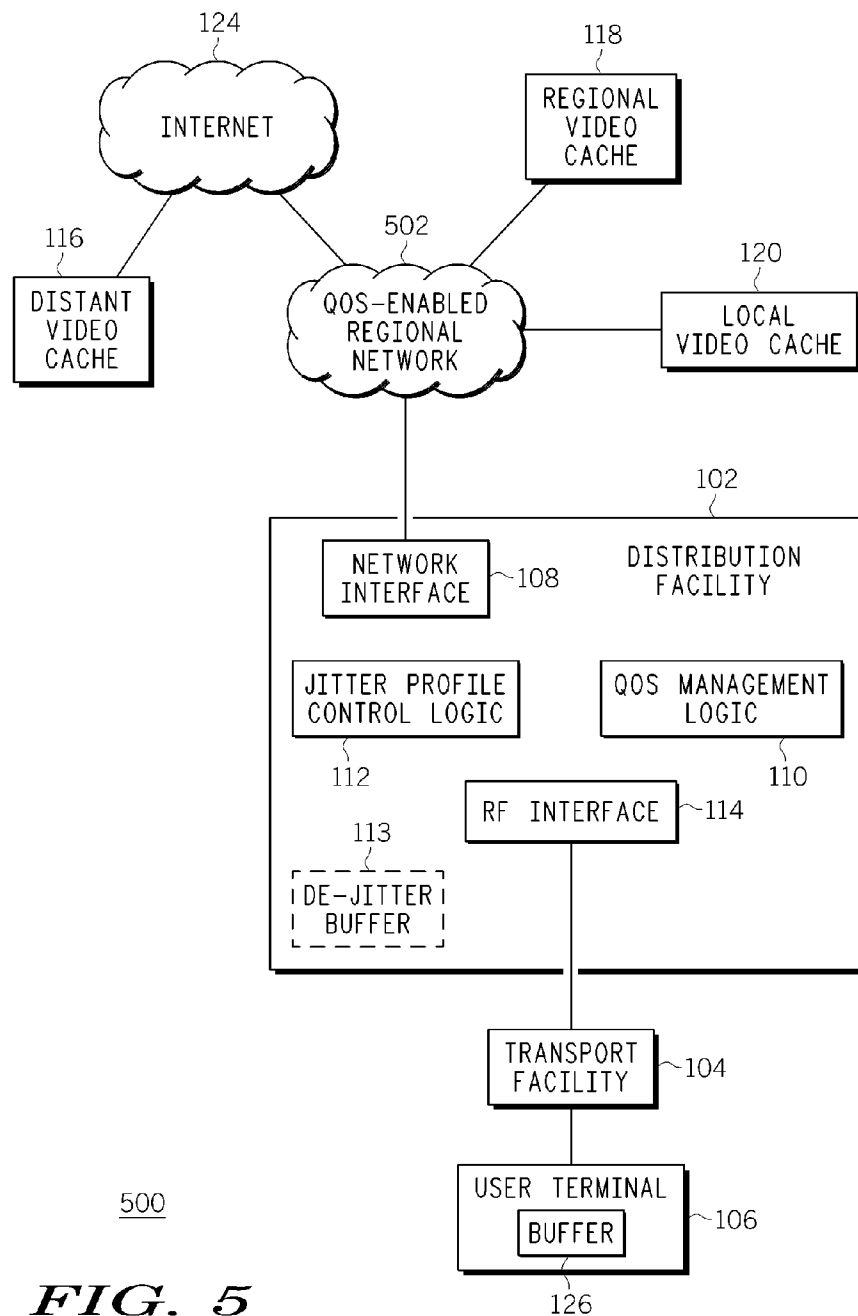 124
INTERNET
118
REGIONAL
VIDEO
CACHE
116
DISTANT
VIDEO
CACHE
502
QOS-ENABLED
REGIONAL
NETWORK
120
LOCAL
VIDEO CACHE
102
NETWORK
INTERFACE
108
DISTRIBUTION
FACILITY
JITTER PROFILE
CONTROL LOGIC
112
QOS MANAGEMENT
LOGIC
110
RF INTERFACE
114
113
DE-JITTER
BUFFER
TRANSPORT
FACILITY
104
USER TERMINAL
106
BUFFER
126
500
FIG. 5